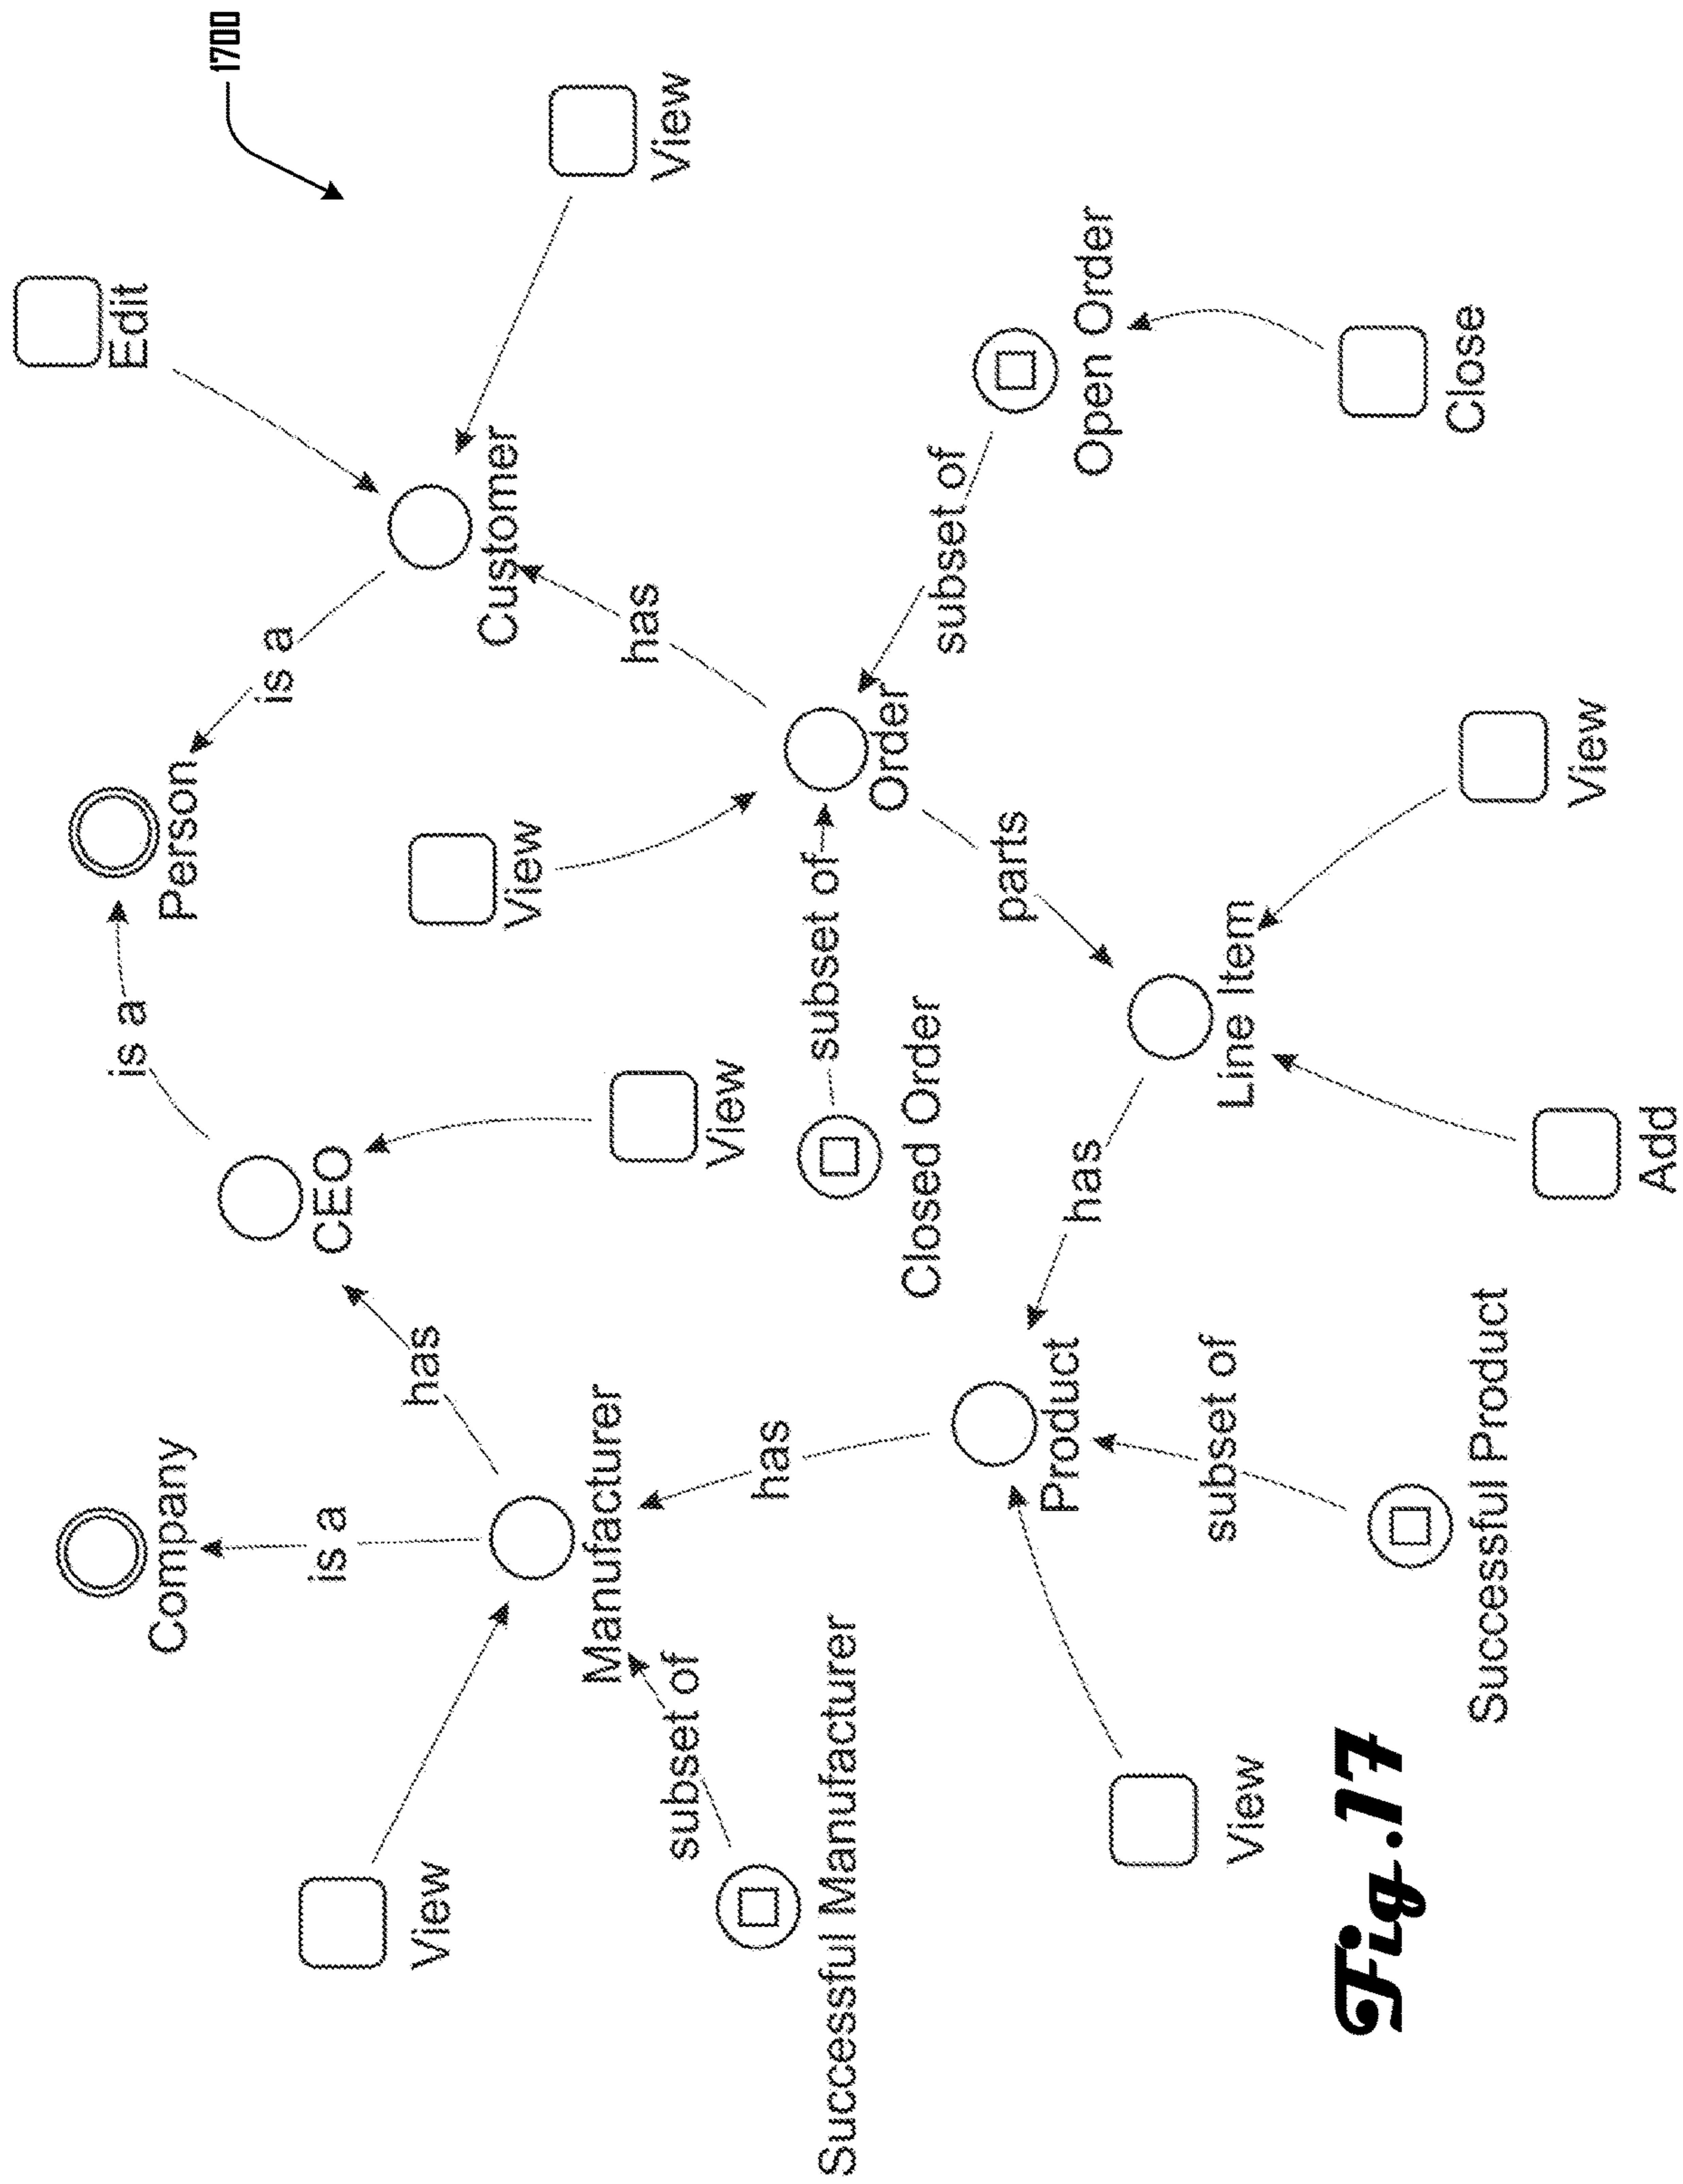 1700
Company
Person
Edit
is a
is a
is a
View
CEO
Customer
View
has
View
Manufacturer
has
View
subset of
View
has
Order
subset of
Successful Manufacturer
subset of
Closed Order
Open Order
Product
has
parts
Line Item
Close
View
subset of
View
Successful Product
Add
Fig.17